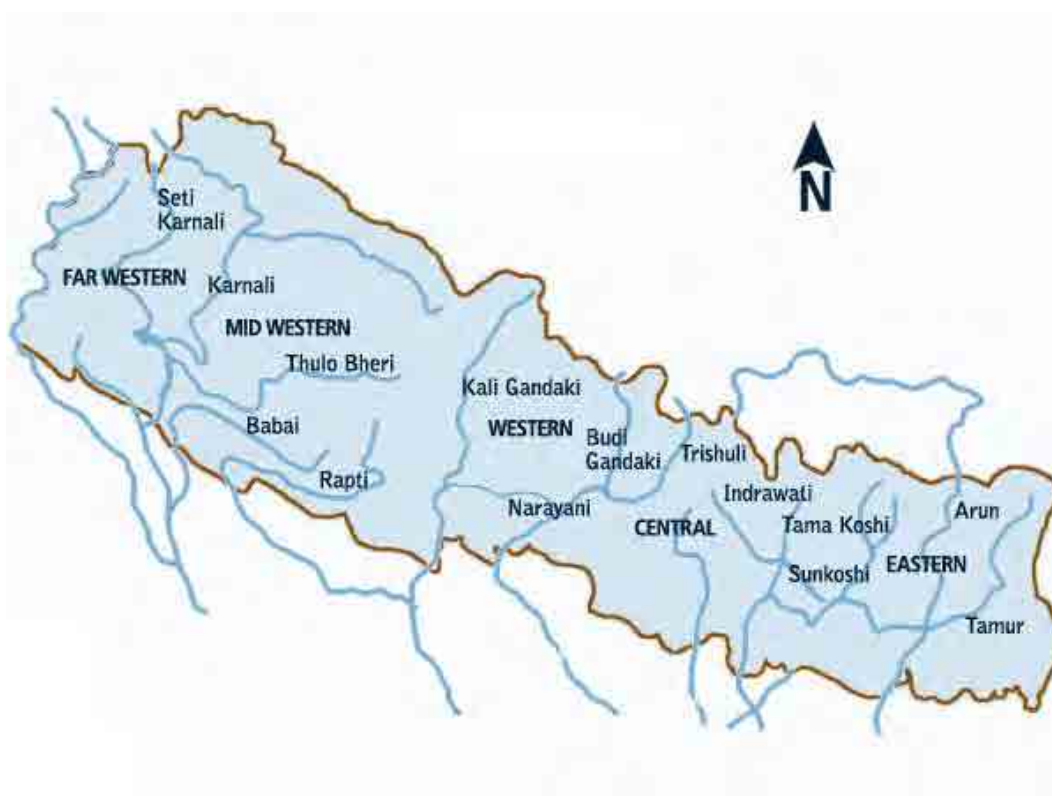 N
Seti
Karnali
FAR WESTERN
Karnali
MID WESTERN
Thulo Bheri
Kali Gandaki
Babai
WESTERN
Budi
Gandaki
Trishuli
Rapti
Indrawati
Narayani
CENTRAL
Tama Koshi
Arun
Sunkoshi
EASTERN
Tamur